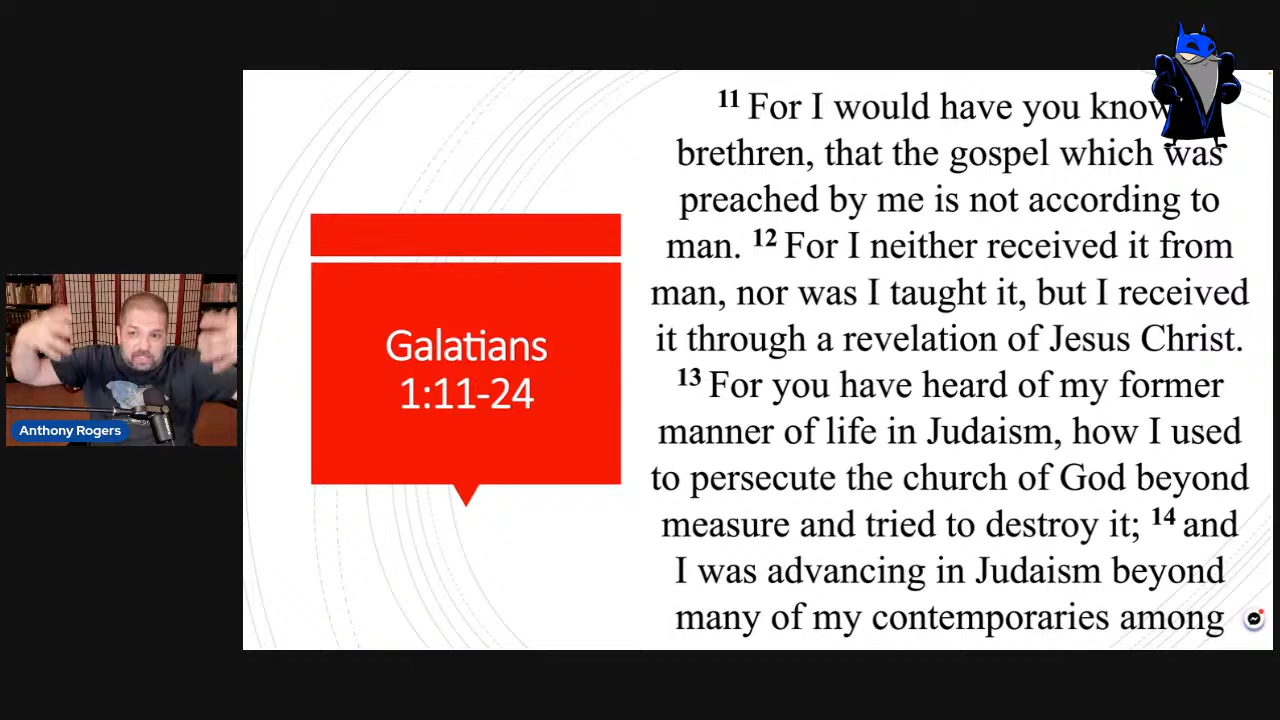 Anthony Rogers
Galatians
1:11-24
11 For I would have you know
brethren, that the gospel which was
preached by me is not according to
man. 12 For I neither received it from
man, nor was I taught it, but I received
it through a revelation of Jesus Christ.
13 For you have heard of my former
manner of life in Judaism, how I used
to persecute the church of God beyond
measure and tried to destroy it; 14 and
I was advancing in Judaism beyond
many of my contemporaries among